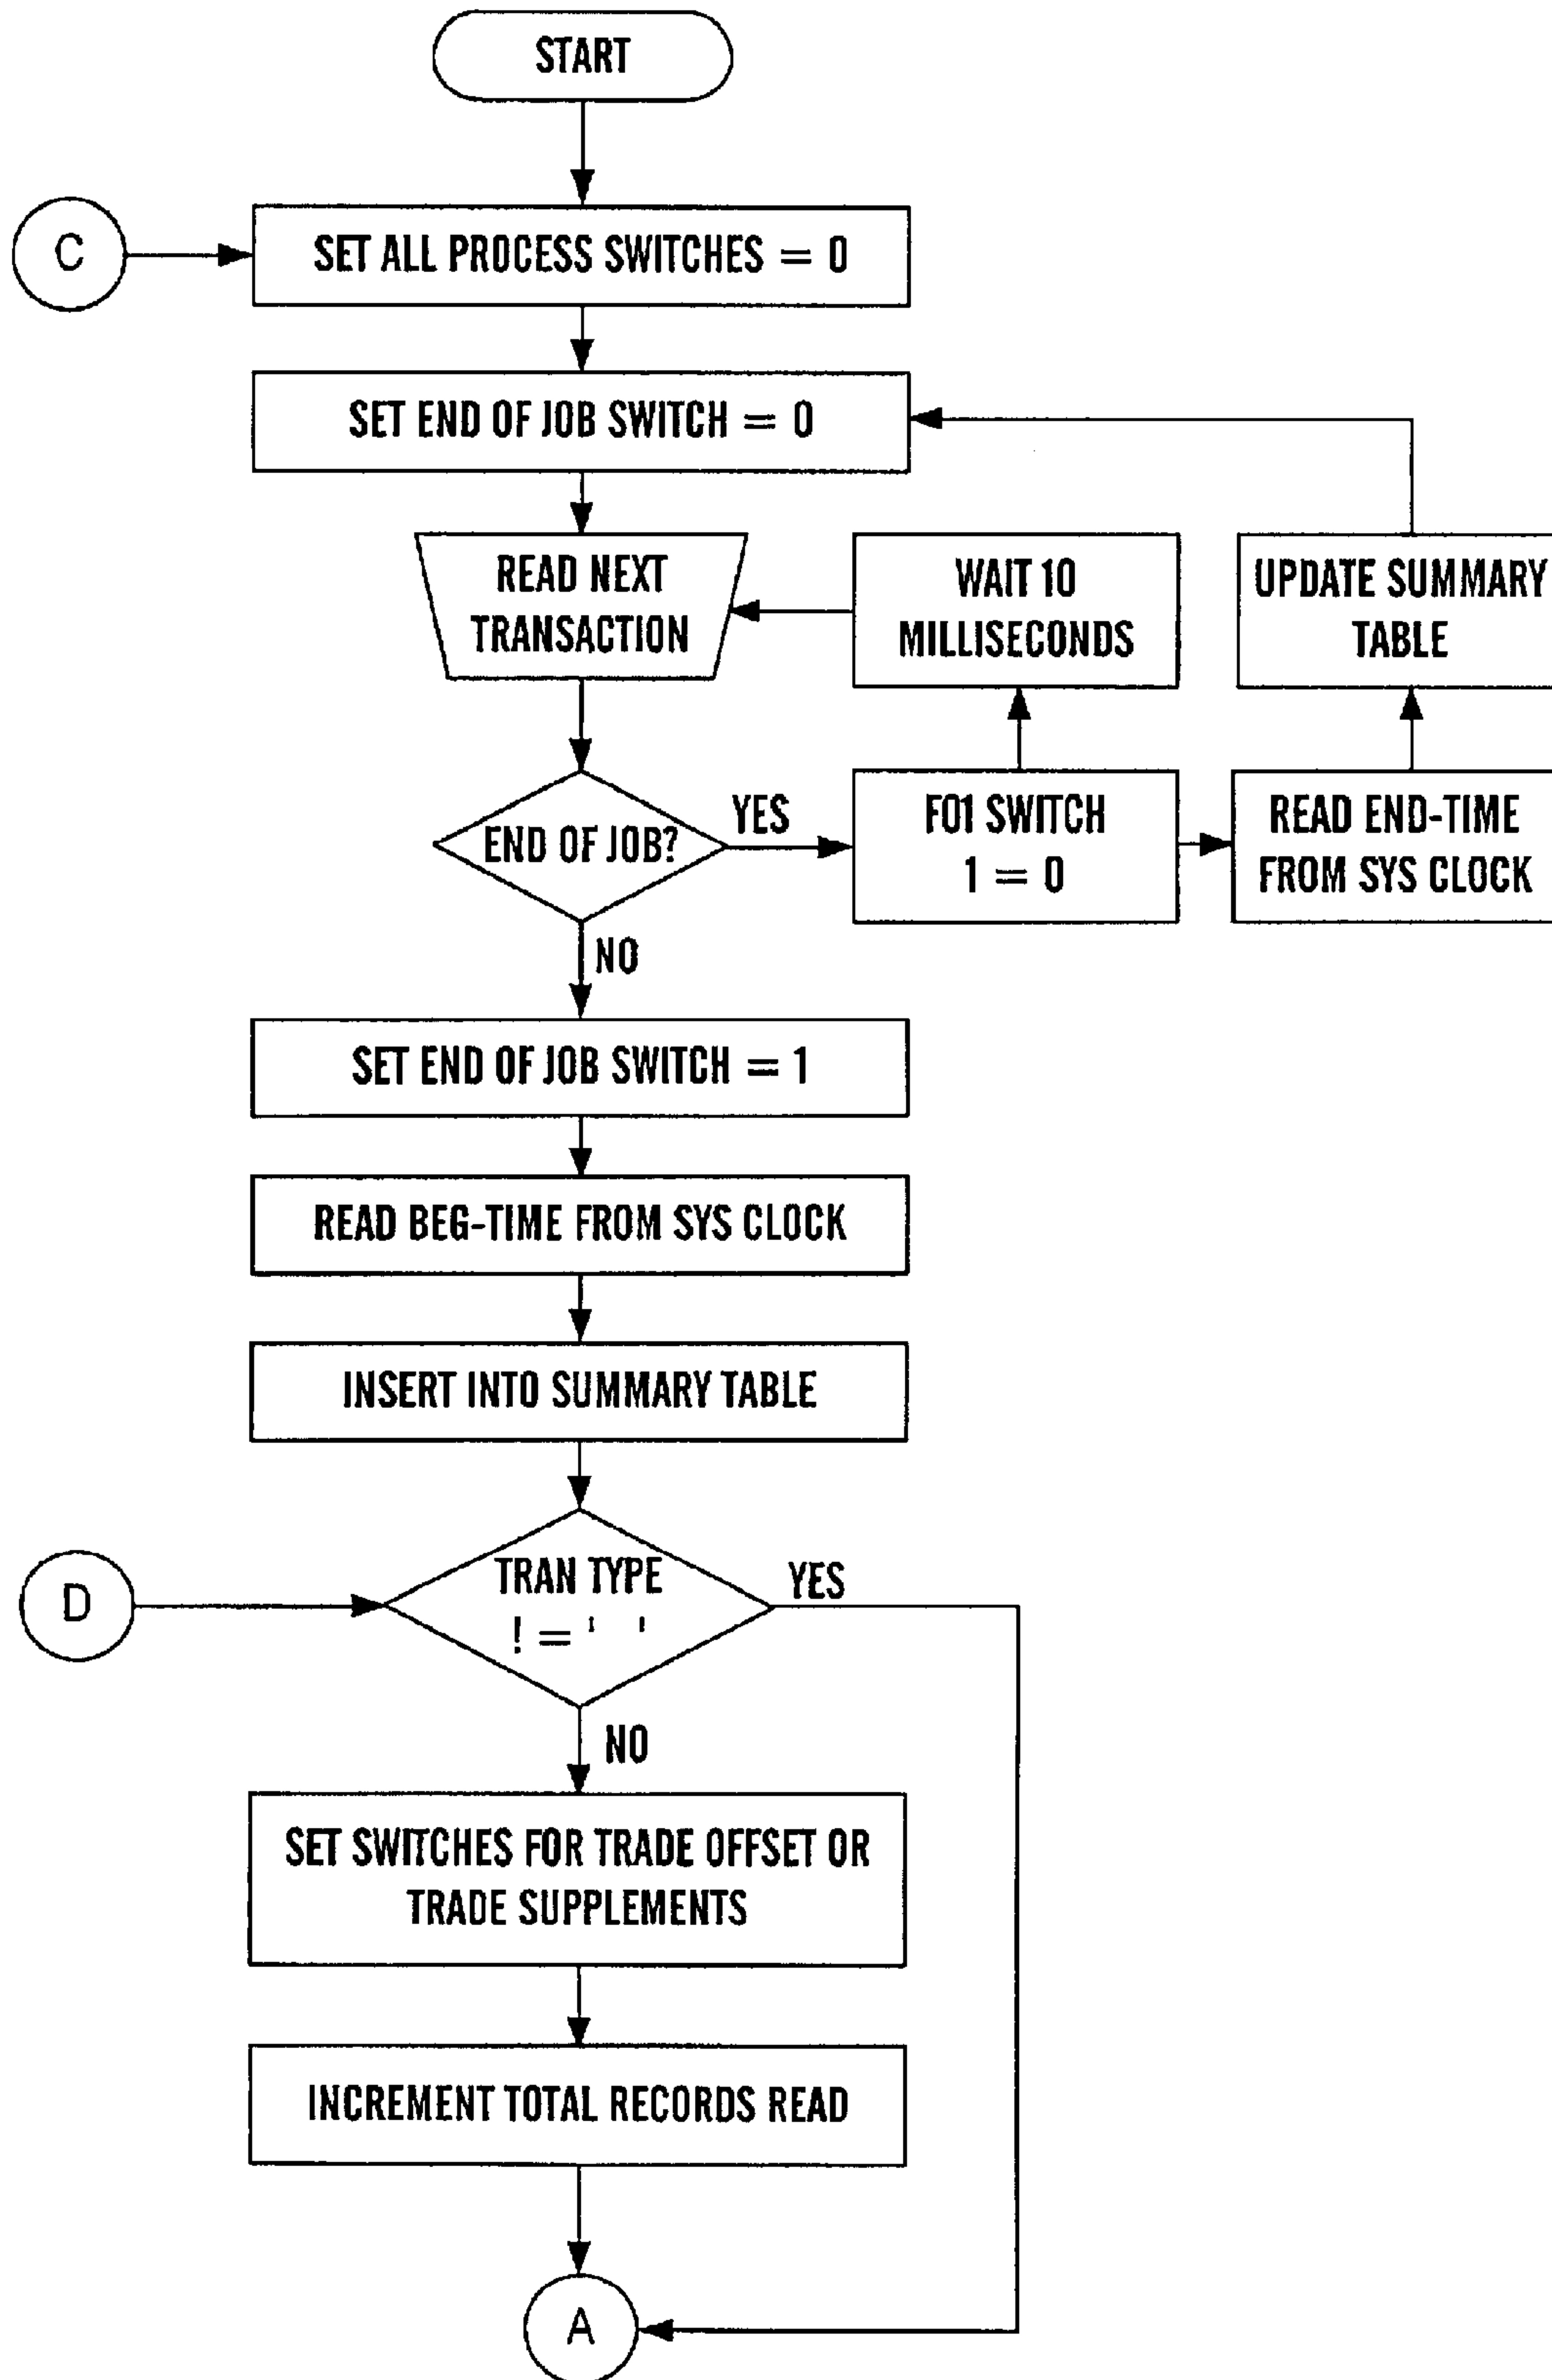 START
C
SET ALL PROCESS SWITCHES = 0
SET END OF JOB SWITCH = 0
READ NEXT
TRANSACTION
WAIT 10
MILLISECONDS
UPDATE SUMMARY
TABLE
END OF JOB?
YES
F01 SWITCH
1 = 0
READ END-TIME
FROM SYS CLOCK
NO
SET END OF JOB SWITCH = 1
READ BEG-TIME FROM SYS CLOCK
INSERT INTO SUMMARY TABLE
D
TRAN TYPE
! = ' '
YES
NO
SET SWITCHES FOR TRADE OFFSET OR
TRADE SUPPLEMENTS
INCREMENT TOTAL RECORDS READ
A